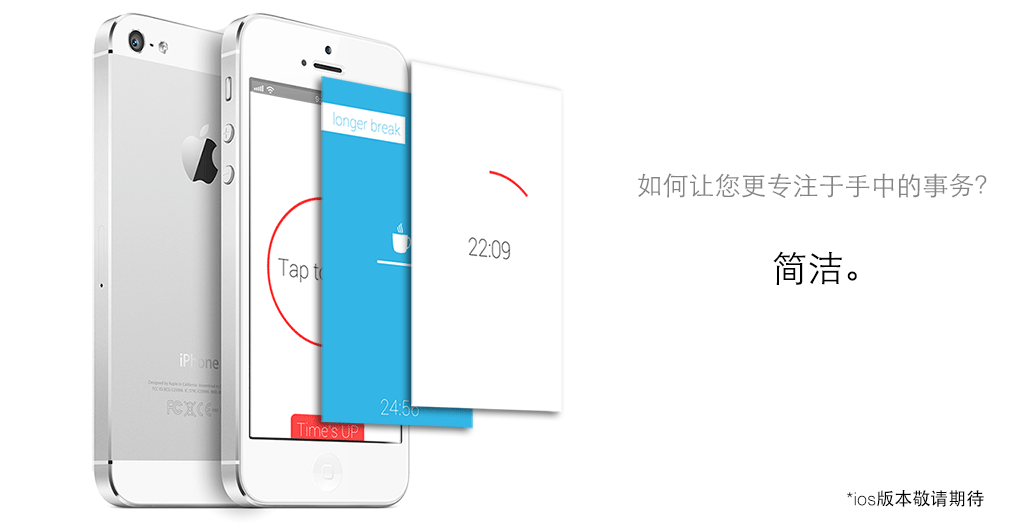 longer break
如何让您更专注于手中的事务？
22:09
简洁。
Tap to
iPhone
24:56
Time's UP
*ios版本敬请期待